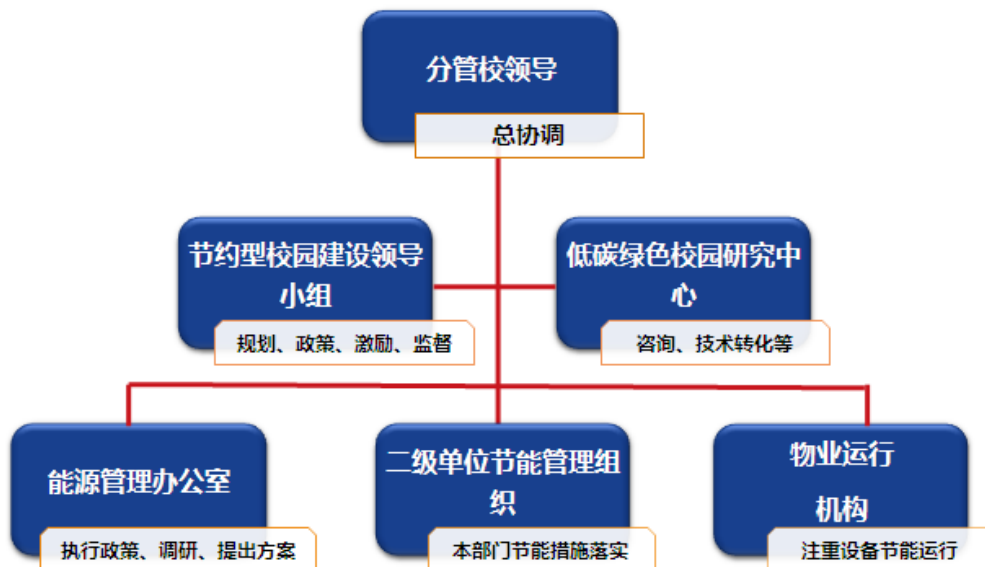 分管校领导
总协调
节约型校园建设领导
小组
规划、政策、激励、监督
低碳绿色校园研究中
心
咨询、技术转化等
能源管理办公室
执行政策、调研、提出方案
二级单位节能管理组
织
本部门节能措施落实
物业运行
机构
注重设备节能运行